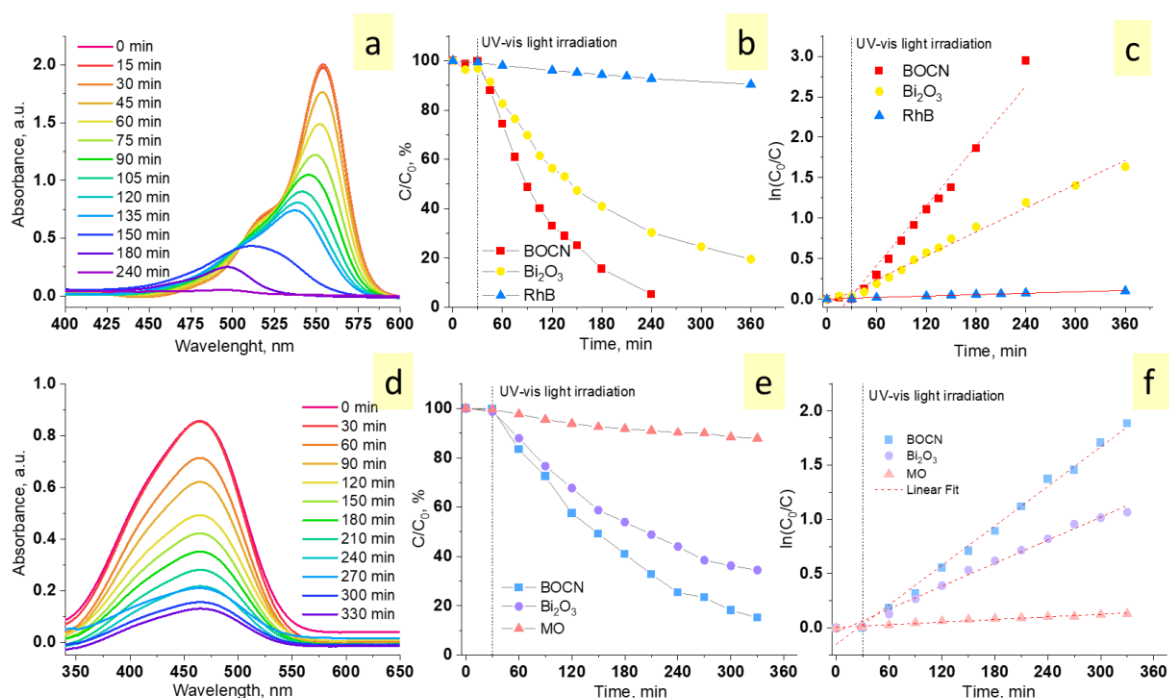 a
0 min
15 min
30 min
45 min
60 min
75 min
90 min
105 min
120 min
135 min
150 min
180 min
240 min
Absorbance, a.u.
2.0
1.5
1.0
0.5
0.0
400
450
500
550
600
Wavelenght, nm
b
UV-vis light irradiation
C/C₀, %
100
80
60
40
20
0
BOCN
Bi₂O₃
RhB
0
60
120
180
240
300
360
Time, min
c
UV-vis light irradiation
ln(C₀/C)
3.0
2.5
2.0
1.5
1.0
0.5
0.0
BOCN
Bi₂O₃
RhB
0
60
120
180
240
300
360
Time, min
d
0 min
30 min
60 min
90 min
120 min
150 min
180 min
210 min
240 min
270 min
300 min
330 min
Absorbance, a.u.
1.0
0.8
0.6
0.4
0.2
0.0
350
400
450
500
550
600
650
Wavelength, nm
e
UV-vis light irradiation
C/C₀, %
100
80
60
40
20
0
BOCN
Bi₂O₃
MO
0
60
120
180
240
300
360
Time, min
f
UV-vis light irradiation
ln(C₀/C)
2.0
1.5
1.0
0.5
0.0
BOCN
Bi₂O₃
MO
Linear Fit
0
60
120
180
240
300
360
Time, min